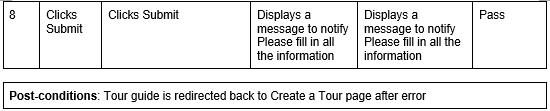 8
Clicks
Submit
Clicks Submit
Displays a
message to notify
Please fill in all
the information
Displays a
message to notify
Please fill in all the
information
Pass
Post-conditions: Tour guide is redirected back to Create a Tour page after error